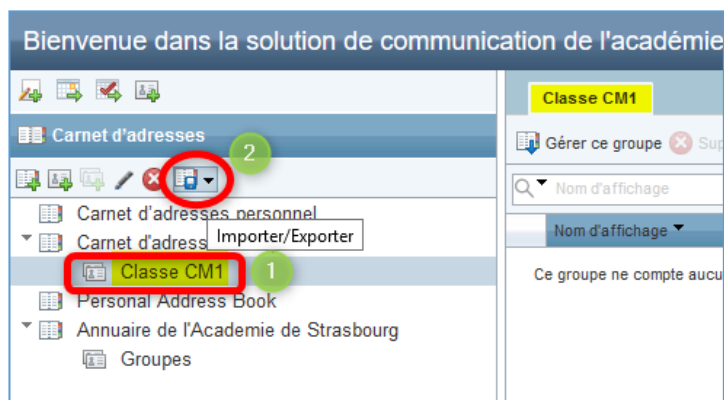 Bienvenue dans la solution de communication de l'académie
Classe CM1
Carnet d'adresses
2
Gérer ce groupe
Nom d'affichage
Carnet d'adresses personnel
Carnet d'adress
Importer/Exporter
Nom d'affichage
Classe CM1
1
Ce groupe ne compte aucu
Personal Address Book
Annuaire de l'Academie de Strasbourg
Groupes